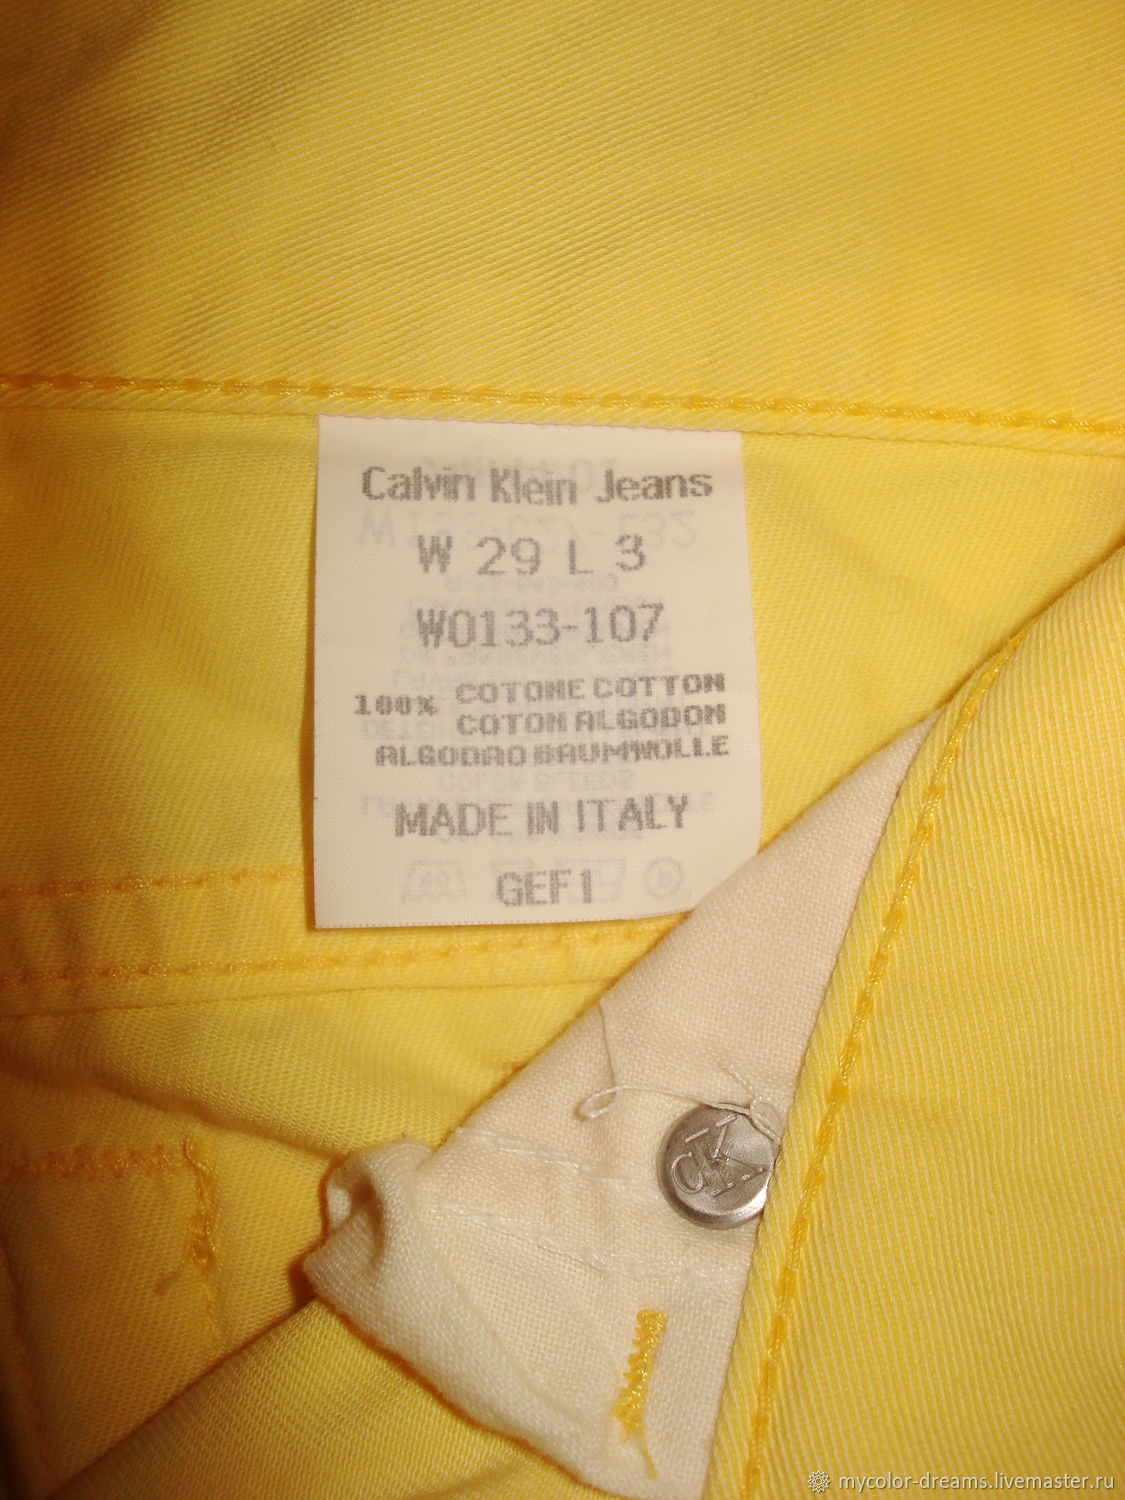 Calvin Klein Jeans
W 29 L 3
W0133-107
100% COTONE COTTON
COTON ALGODON
ALGODAO BAUMWOLLE
MADE IN ITALY
GEF1
CK
mycolor-dreams.livemaster.ru